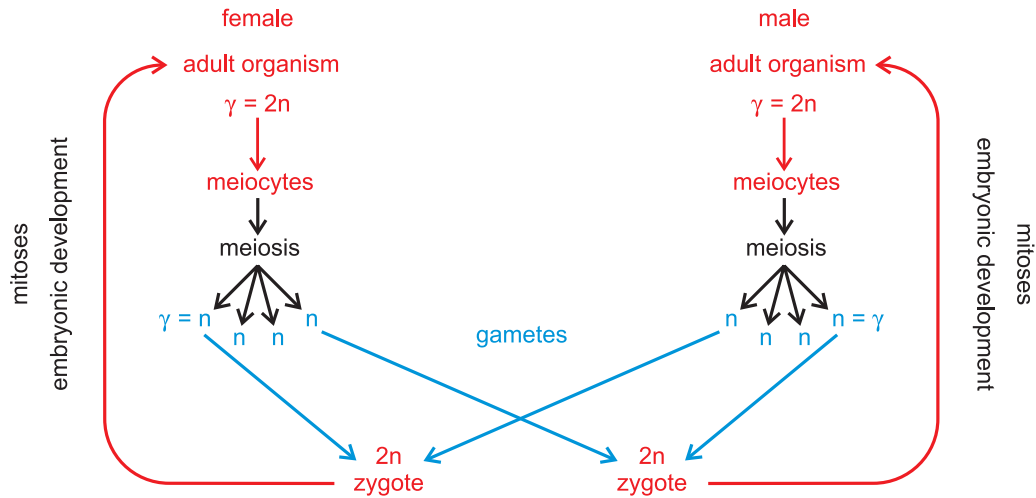 female
male
adult organism
adult organism
γ = 2n
γ = 2n
meiocytes
meiocytes
meiosis
meiosis
mitoses
embryonic development
embryonic development
mitoses
γ = n
n
n
n
gametes
n
n
n
n = γ
2n
zygote
2n
zygote